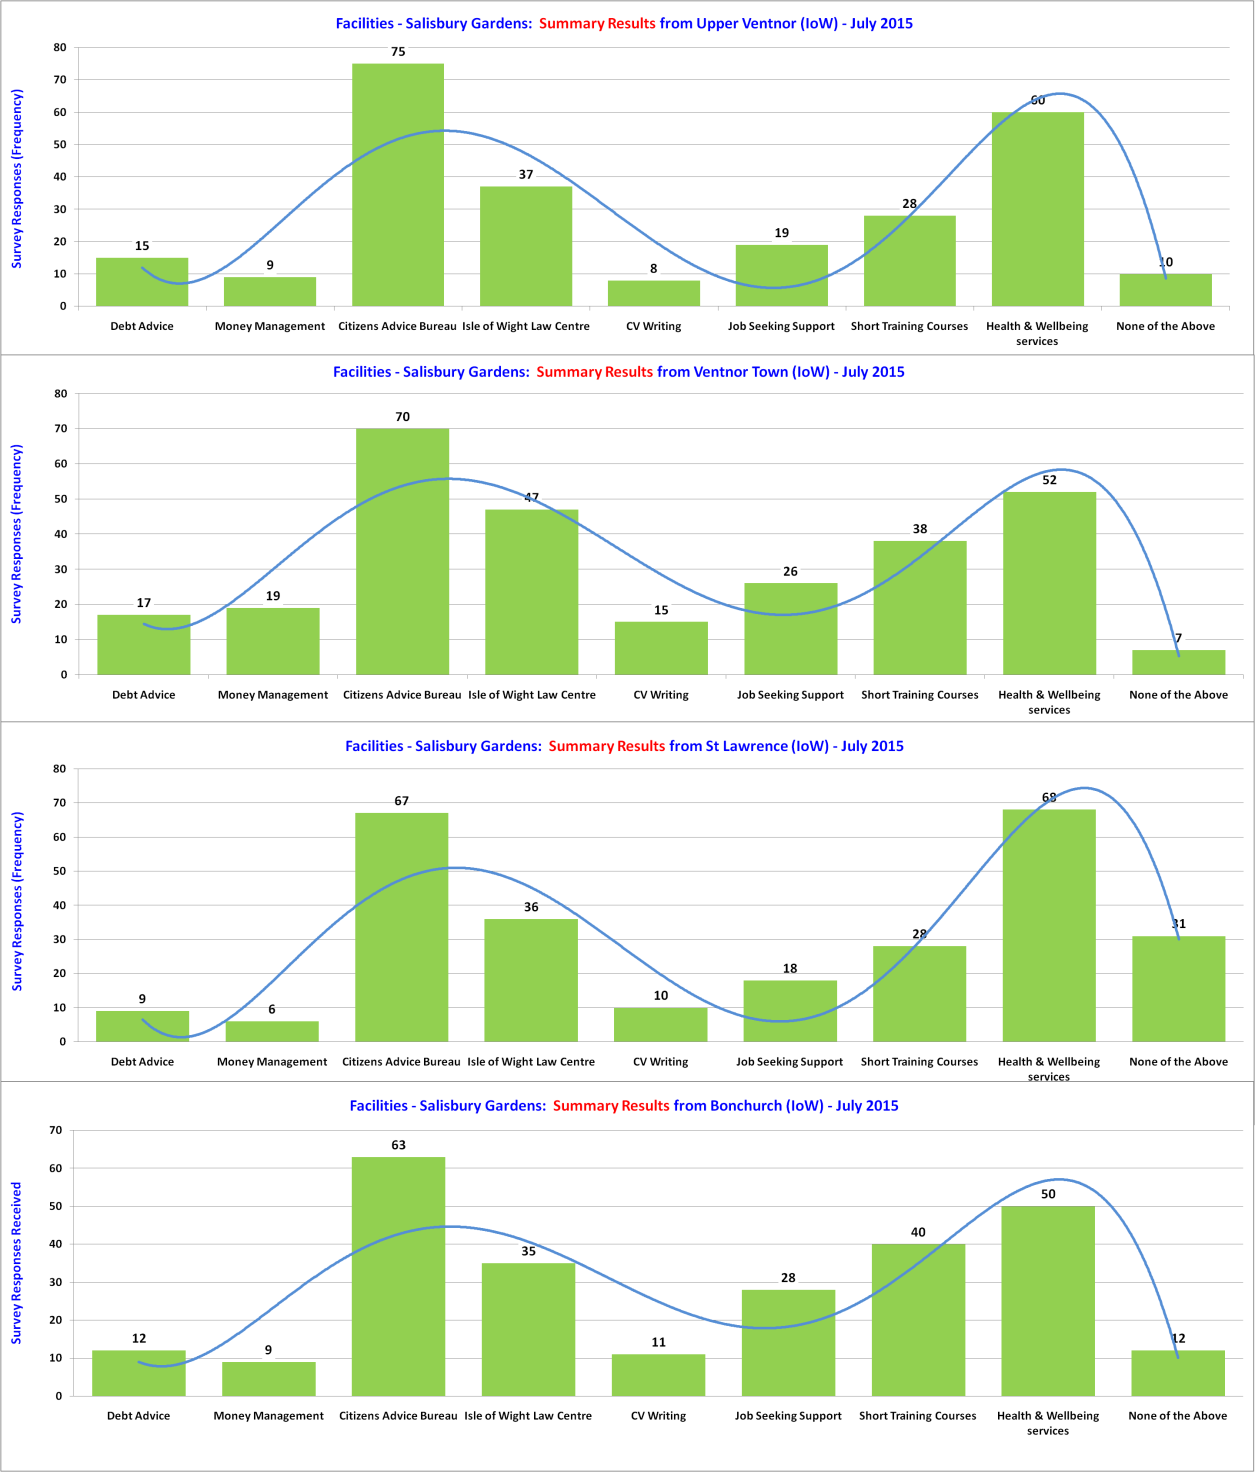 Facilities - Salisbury Gardens: Summary Results from Upper Ventnor (IoW) - July 2015
Survey Responses (Frequency)
80
70
60
50
40
30
20
10
0
15
9
75
37
8
19
28
60
10
Debt Advice
Money Management
Citizens Advice Bureau
Isle of Wight Law Centre
CV Writing
Job Seeking Support
Short Training Courses
Health & Wellbeing
services
None of the Above
Facilities - Salisbury Gardens: Summary Results from Ventnor Town (IoW) - July 2015
Survey Responses (Frequency)
80
70
60
50
40
30
20
10
0
17
19
70
47
15
26
38
52
7
Debt Advice
Money Management
Citizens Advice Bureau
Isle of Wight Law Centre
CV Writing
Job Seeking Support
Short Training Courses
Health & Wellbeing
services
None of the Above
Facilities - Salisbury Gardens: Summary Results from St Lawrence (IoW) - July 2015
Survey Responses (Frequency)
80
70
60
50
40
30
20
10
0
9
6
67
36
10
18
28
68
31
Debt Advice
Money Management
Citizens Advice Bureau
Isle of Wight Law Centre
CV Writing
Job Seeking Support
Short Training Courses
Health & Wellbeing
services
None of the Above
Facilities - Salisbury Gardens: Summary Results from Bonchurch (IoW) - July 2015
Survey Responses Received
70
60
50
40
30
20
10
0
12
9
63
35
11
28
40
50
12
Debt Advice
Money Management
Citizens Advice Bureau
Isle of Wight Law Centre
CV Writing
Job Seeking Support
Short Training Courses
Health & Wellbeing
services
None of the Above